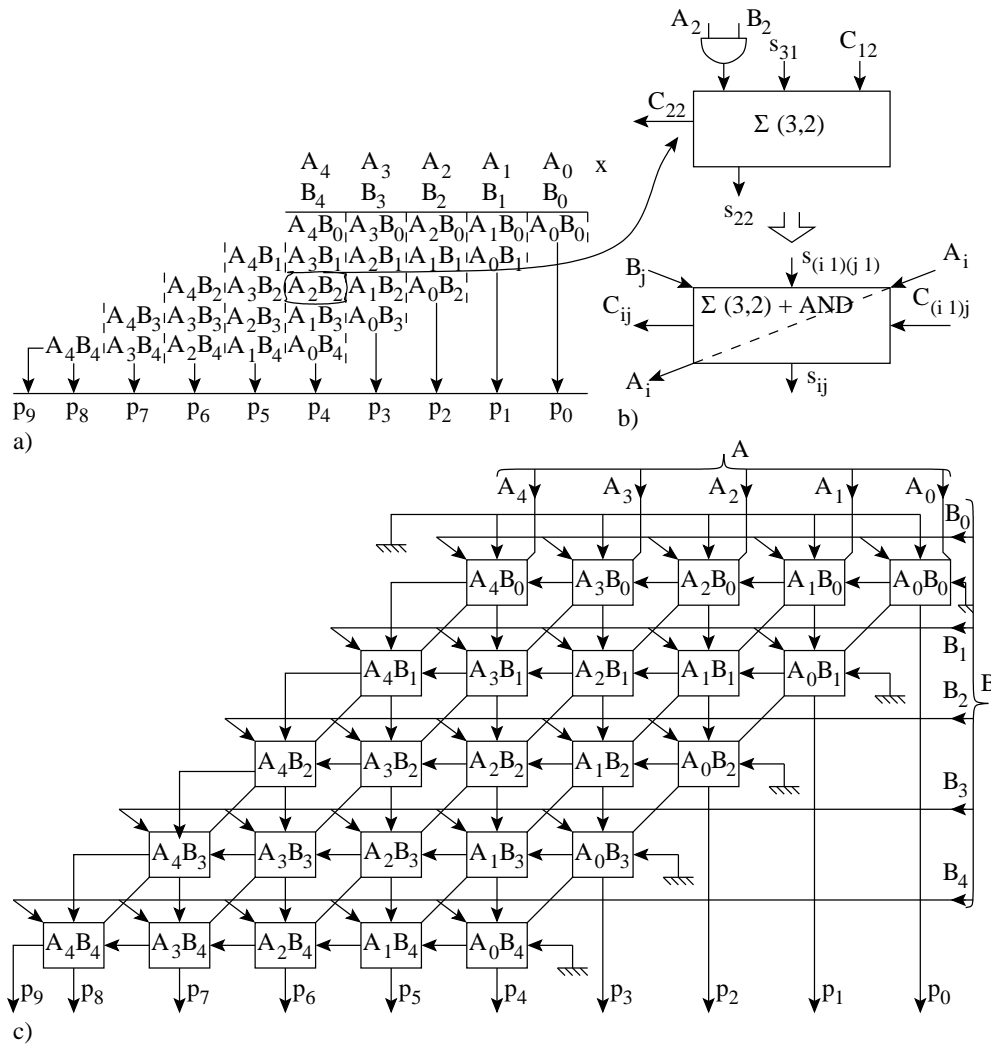 A2 B2
s31
C12
C22
Σ (3,2)
s22
A4 A3 A2 A1 A0 x
B4 B3 B2 B1 B0
A4B0 A3B0 A2B0 A1B0 A0B0
A4B1 A3B1 A2B1 A1B1 A0B1
A4B2 A3B2 A2B2 A1B2 A0B2
A4B3 A3B3 A2B3 A1B3 A0B3
A4B4 A3B4 A2B4 A1B4 A0B4
p9 p8 p7 p6 p5 p4 p3 p2 p1 p0
a)
s(i 1)(j 1)
Bj
Ai
Σ (3,2) + AND
Cij
C(i 1)j
Ai
sij
b)
A
A4 A3 A2 A1 A0
B0
A4B0 A3B0 A2B0 A1B0 A0B0
B1
A4B1 A3B1 A2B1 A1B1 A0B1
B
B2
A4B2 A3B2 A2B2 A1B2 A0B2
B3
A4B3 A3B3 A2B3 A1B3 A0B3
B4
A4B4 A3B4 A2B4 A1B4 A0B4
p9 p8 p7 p6 p5 p4 p3 p2 p1 p0
c)